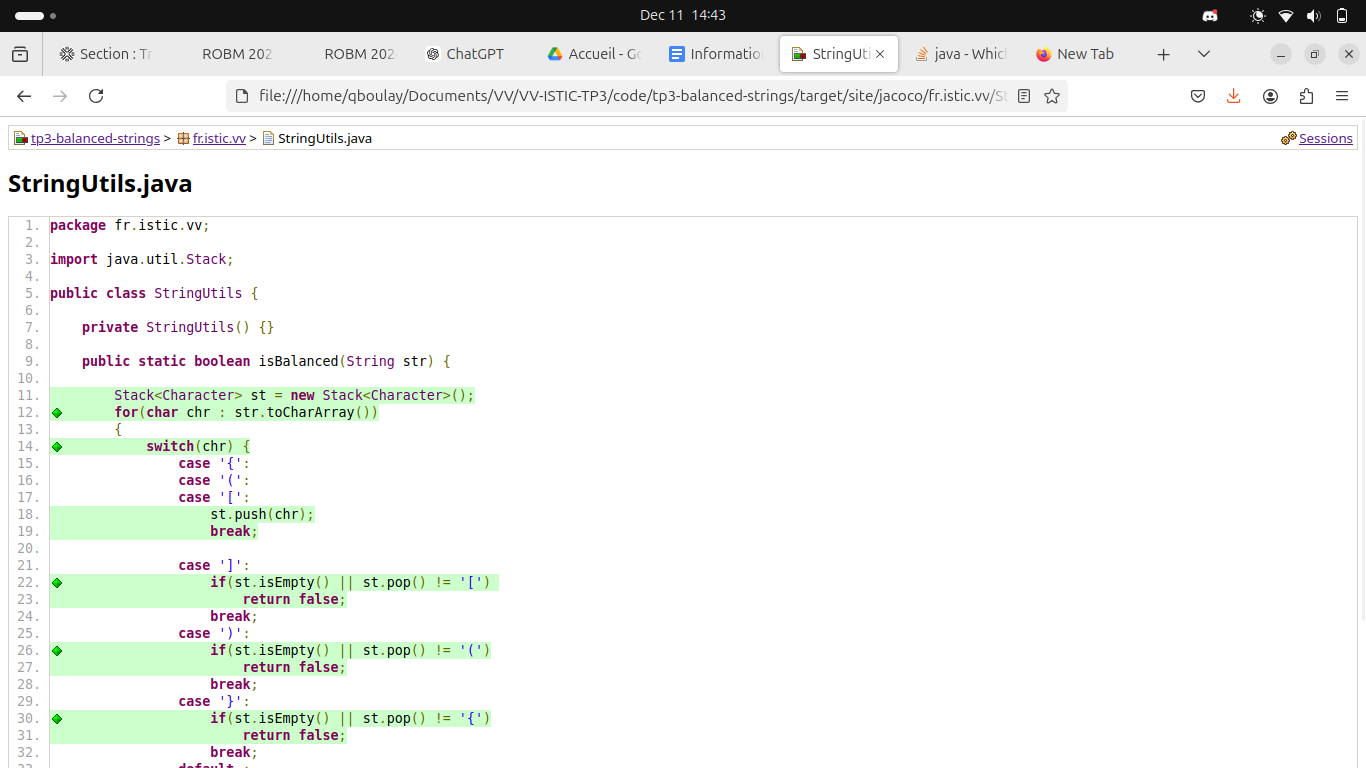 Dec 11 14:43
Section : Tr
ROBM 202
ROBM 202
ChatGPT
Accueil - Go
Informatio
StringUti
java - Which
New Tab
file:///home/qboulay/Documents/VV/VV-ISTIC-TP3/code/tp3-balanced-strings/target/site/jacoco/fr.istic.vv/St
tp3-balanced-strings > fr.istic.vv > StringUtils.java
Sessions
StringUtils.java
1. package fr.istic.vv;
2.
3. import java.util.Stack;
4.
5. public class StringUtils {
6.
7.     private StringUtils() {}
8.
9.     public static boolean isBalanced(String str) {
10.
11.         Stack<Character> st = new Stack<Character>();
12.         for(char chr : str.toCharArray())
13.         {
14.             switch(chr) {
15.                 case '{':
16.                 case '(':
17.                 case '[':
18.                     st.push(chr);
19.                     break;
20.
21.                 case ']':
22.                     if(st.isEmpty() || st.pop() != '[')
23.                         return false;
24.                     break;
25.                 case ')':
26.                     if(st.isEmpty() || st.pop() != '(')
27.                         return false;
28.                     break;
29.                 case '}':
30.                     if(st.isEmpty() || st.pop() != '{')
31.                         return false;
32.                     break;
33.                 default :